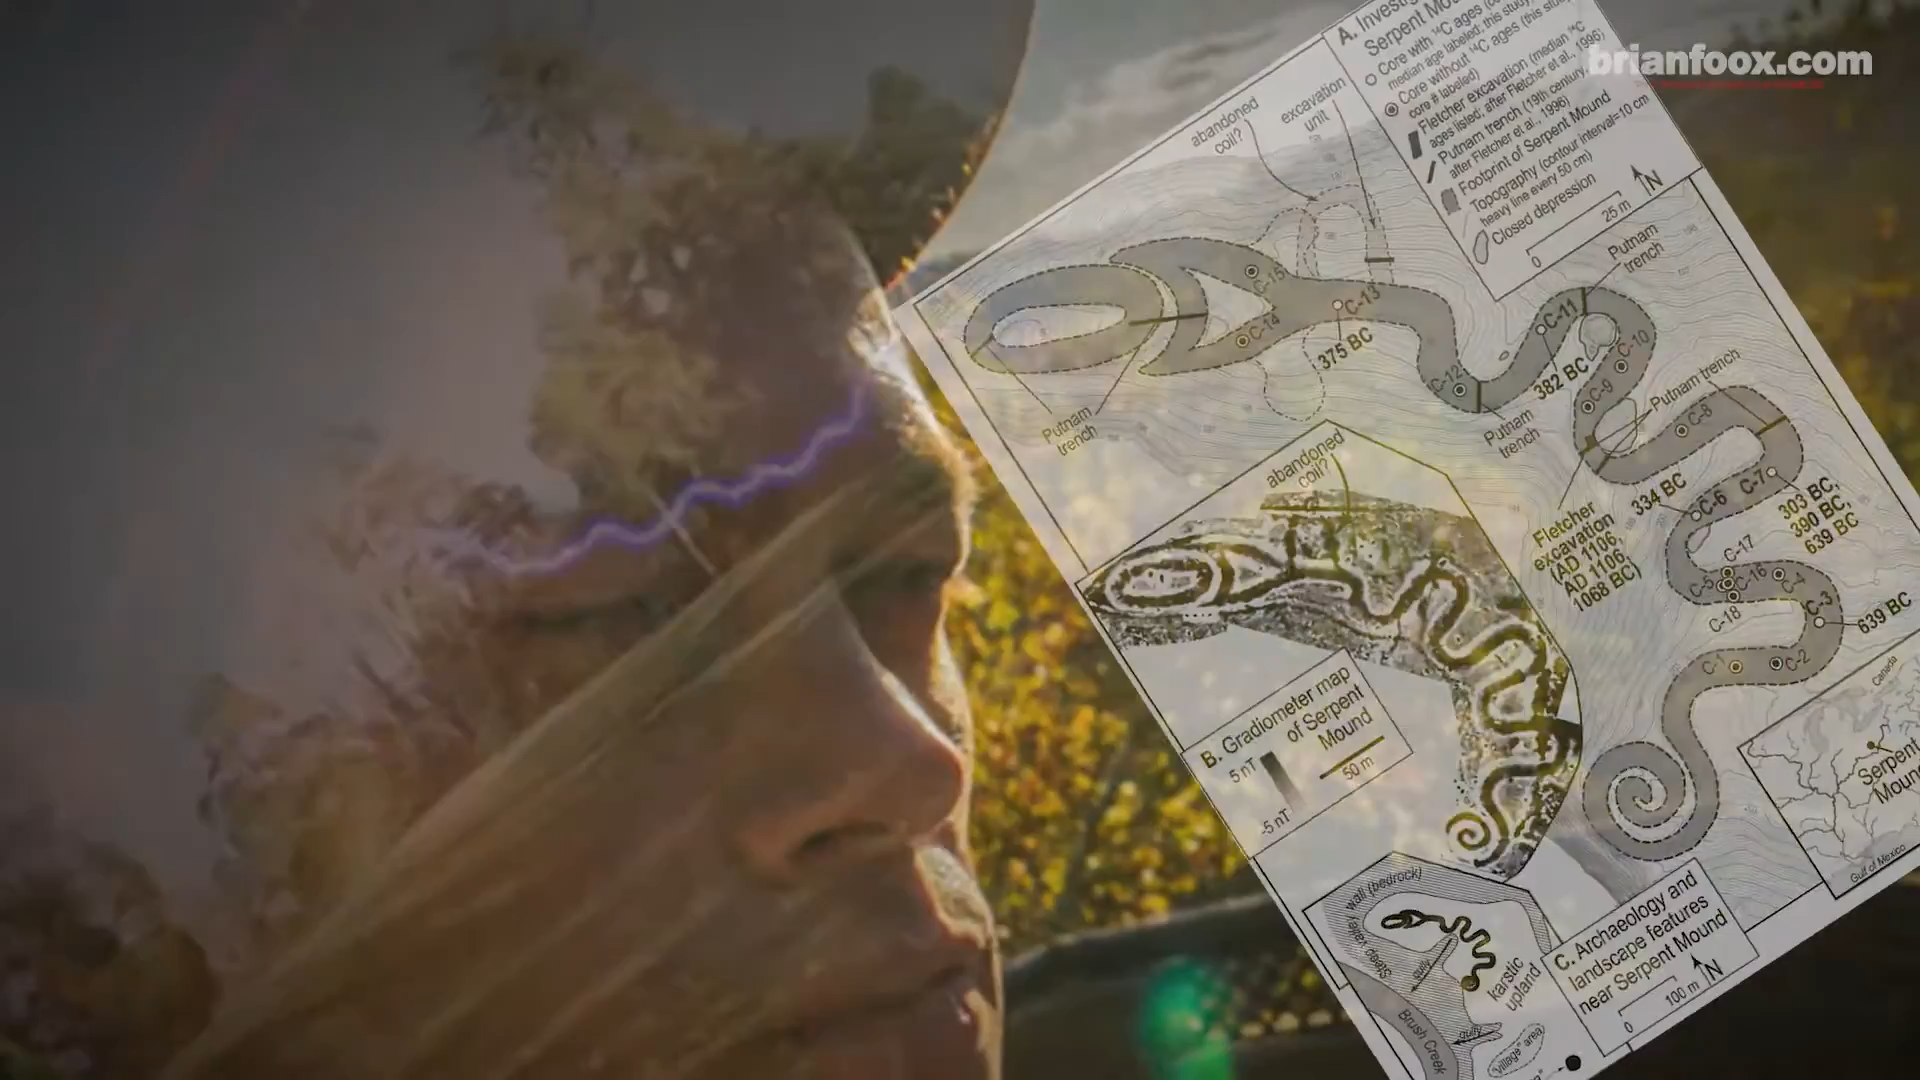 brianfoox.com
A. Investig
Serpent Mou
Core with ¹⁴C ages
median age labeled; this study)
Core without ¹⁴C ages (this stu
Fletcher excavation (median ¹⁴C
ages listed; after Fletcher et al., 1996)
core # labeled)
Putnam trench (19th century,
after Fletcher et al., 1996)
Footprint of Serpent Mound
Topography (contour interval=10 cm
heavy line every 50 cm)
Closed depression
N
0 25 m
abandoned
coil?
excavation
unit
Putnam
trench
C-15
C-14
C-13
375 BC
C-12
C-11
382 BC
C-10
C-9
Putnam
trench
Putnam
trench
Putnam trench
C-8
C-7
C-6
334 BC
303 BC,
390 BC,
639 BC
Fletcher
excavation
(AD 1106,
AD 1106,
1068 BC)
C-17
C-5
C-16
C-4
C-18
C-3
639 BC
C-1
C-2
abandoned
coil?
B. Gradiometer map
of Serpent
Mound
5 nT
-5 nT
50 m
Canada
Serpent
Mound
Gulf of Mexico
C. Archaeology and
landscape features
near Serpent Mound
N
0 100 m
valley wall (bedrock)
Steep valley
gully
karstic
upland
Brush Creek
gully
"village" area